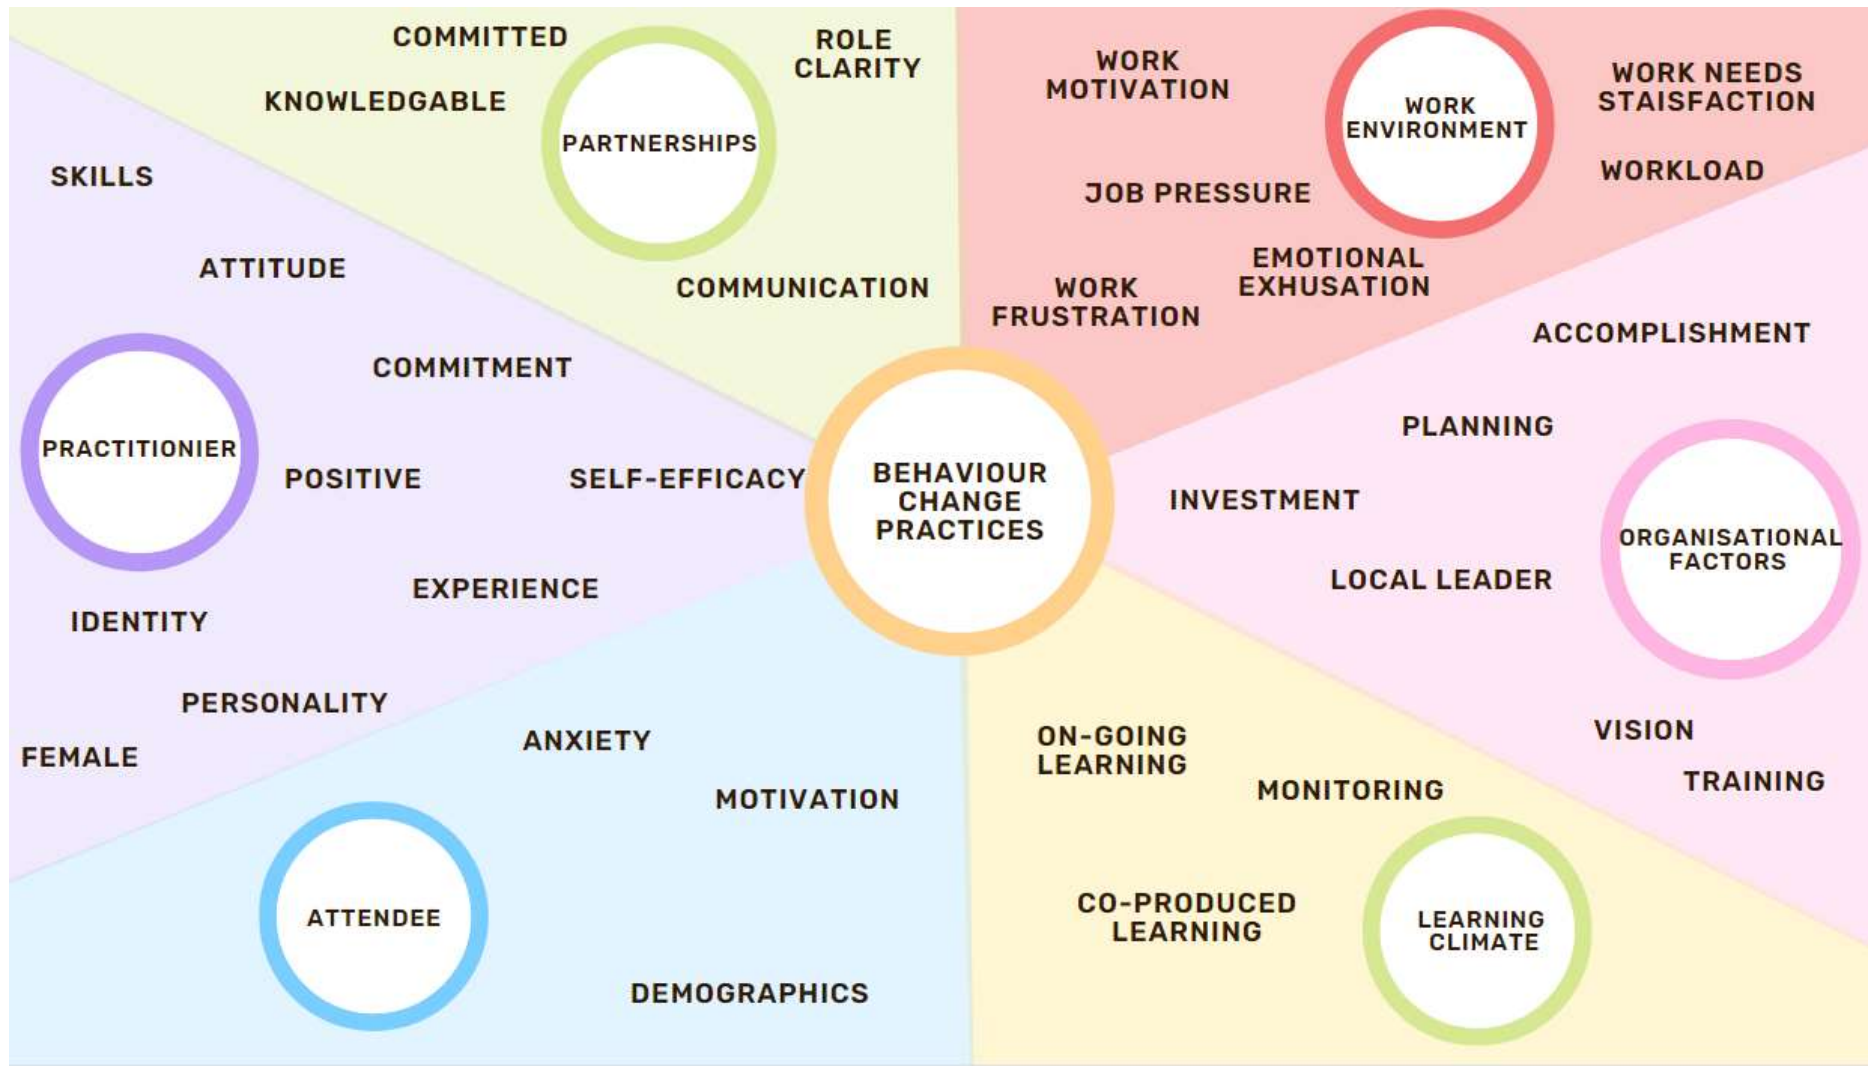 COMMITTED
KNOWLEDGABLE
PARTNERSHIPS
ROLE
CLARITY
COMMUNICATION
WORK
MOTIVATION
WORK
ENVIRONMENT
WORK NEEDS
STAISFACTION
WORKLOAD
JOB PRESSURE
EMOTIONAL
EXHUSATION
WORK
FRUSTRATION
SKILLS
ATTITUDE
COMMITMENT
PRACTITIONIER
POSITIVE
SELF-EFFICACY
EXPERIENCE
IDENTITY
PERSONALITY
FEMALE
BEHAVIOUR
CHANGE
PRACTICES
ACCOMPLISHMENT
PLANNING
INVESTMENT
ORGANISATIONAL
FACTORS
LOCAL LEADER
VISION
TRAINING
ANXIETY
MOTIVATION
ATTENDEE
DEMOGRAPHICS
ON-GOING
LEARNING
MONITORING
CO-PRODUCED
LEARNING
LEARNING
CLIMATE